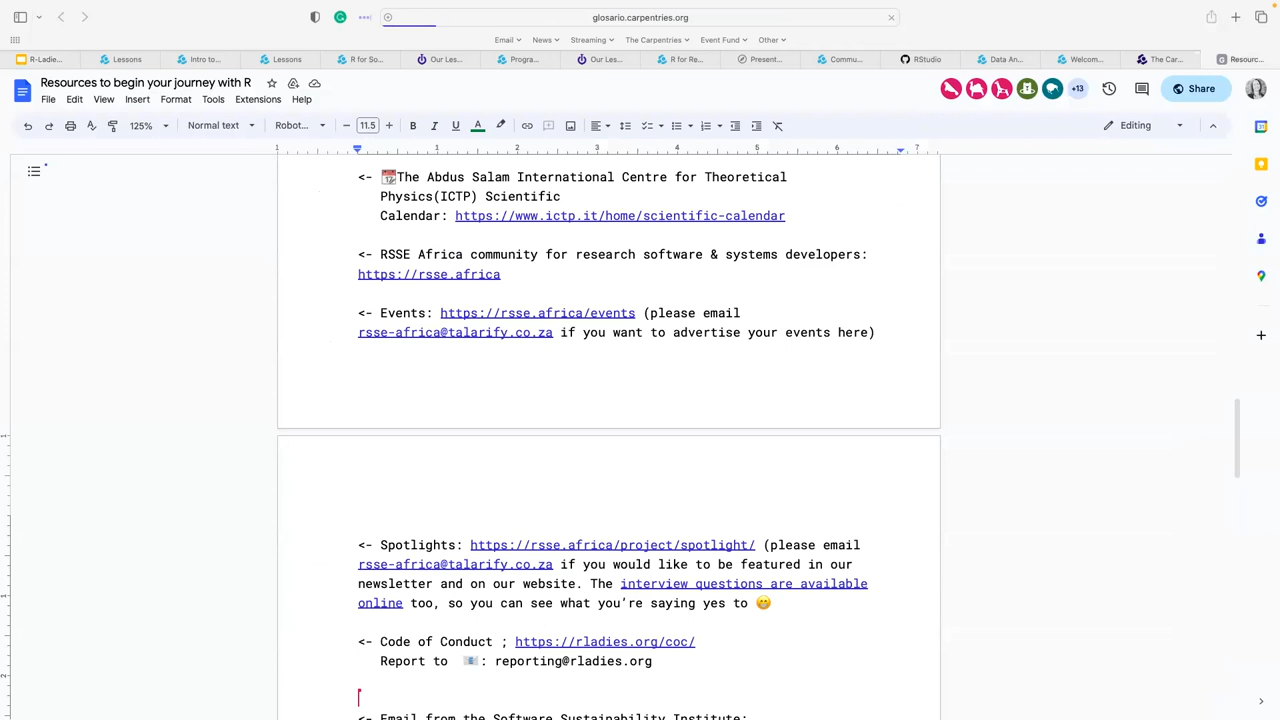 glosario.carpentries.org
Email News Streaming The Carpentries Event Fund Other
R-Ladie... Lessons Intro to... Lessons R for So... Our Les... Progra... Our Les... R for Re... Present... Commu... RStudio Data An... Welcom... The Car... Resourc...
Resources to begin your journey with R
File Edit View Insert Format Tools Extensions Help
+13
Share
125% Normal text Robot... 11.5 B I U A Editing
1 1 2 3 4 5 6 7
<- 📆The Abdus Salam International Centre for Theoretical
Physics(ICTP) Scientific
Calendar: https://www.ictp.it/home/scientific-calendar
<- RSSE Africa community for research software & systems developers:
https://rsse.africa
<- Events: https://rsse.africa/events (please email
rsse-africa@talarify.co.za if you want to advertise your events here)
<- Spotlights: https://rsse.africa/project/spotlight/ (please email
rsse-africa@talarify.co.za if you would like to be featured in our
newsletter and on our website. The interview questions are available
online too, so you can see what you’re saying yes to 😁
<- Code of Conduct ; https://rladies.org/coc/
Report to 📧: reporting@rladies.org
<- Email from the Software Sustainability Institute: